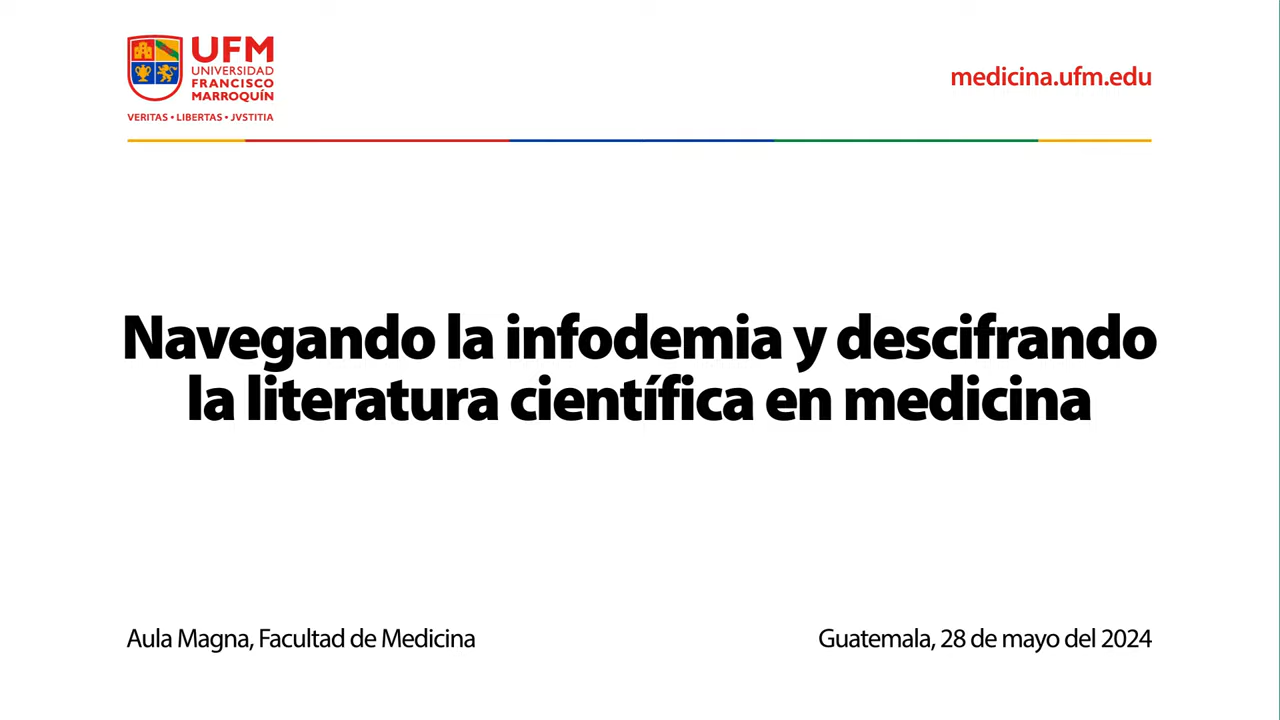 UFM
UNIVERSIDAD
FRANCISCO
MARROQUÍN
VERITAS • LIBERTAS • JVSTITIA
medicina.ufm.edu
Navegando la infodemia y descifrando
la literatura científica en medicina
Aula Magna, Facultad de Medicina
Guatemala, 28 de mayo del 2024